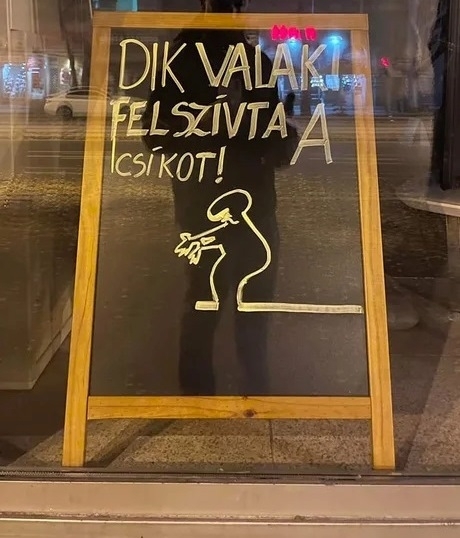 DIK VALAKI
FELSZÍVTA A
CSÍKOT!